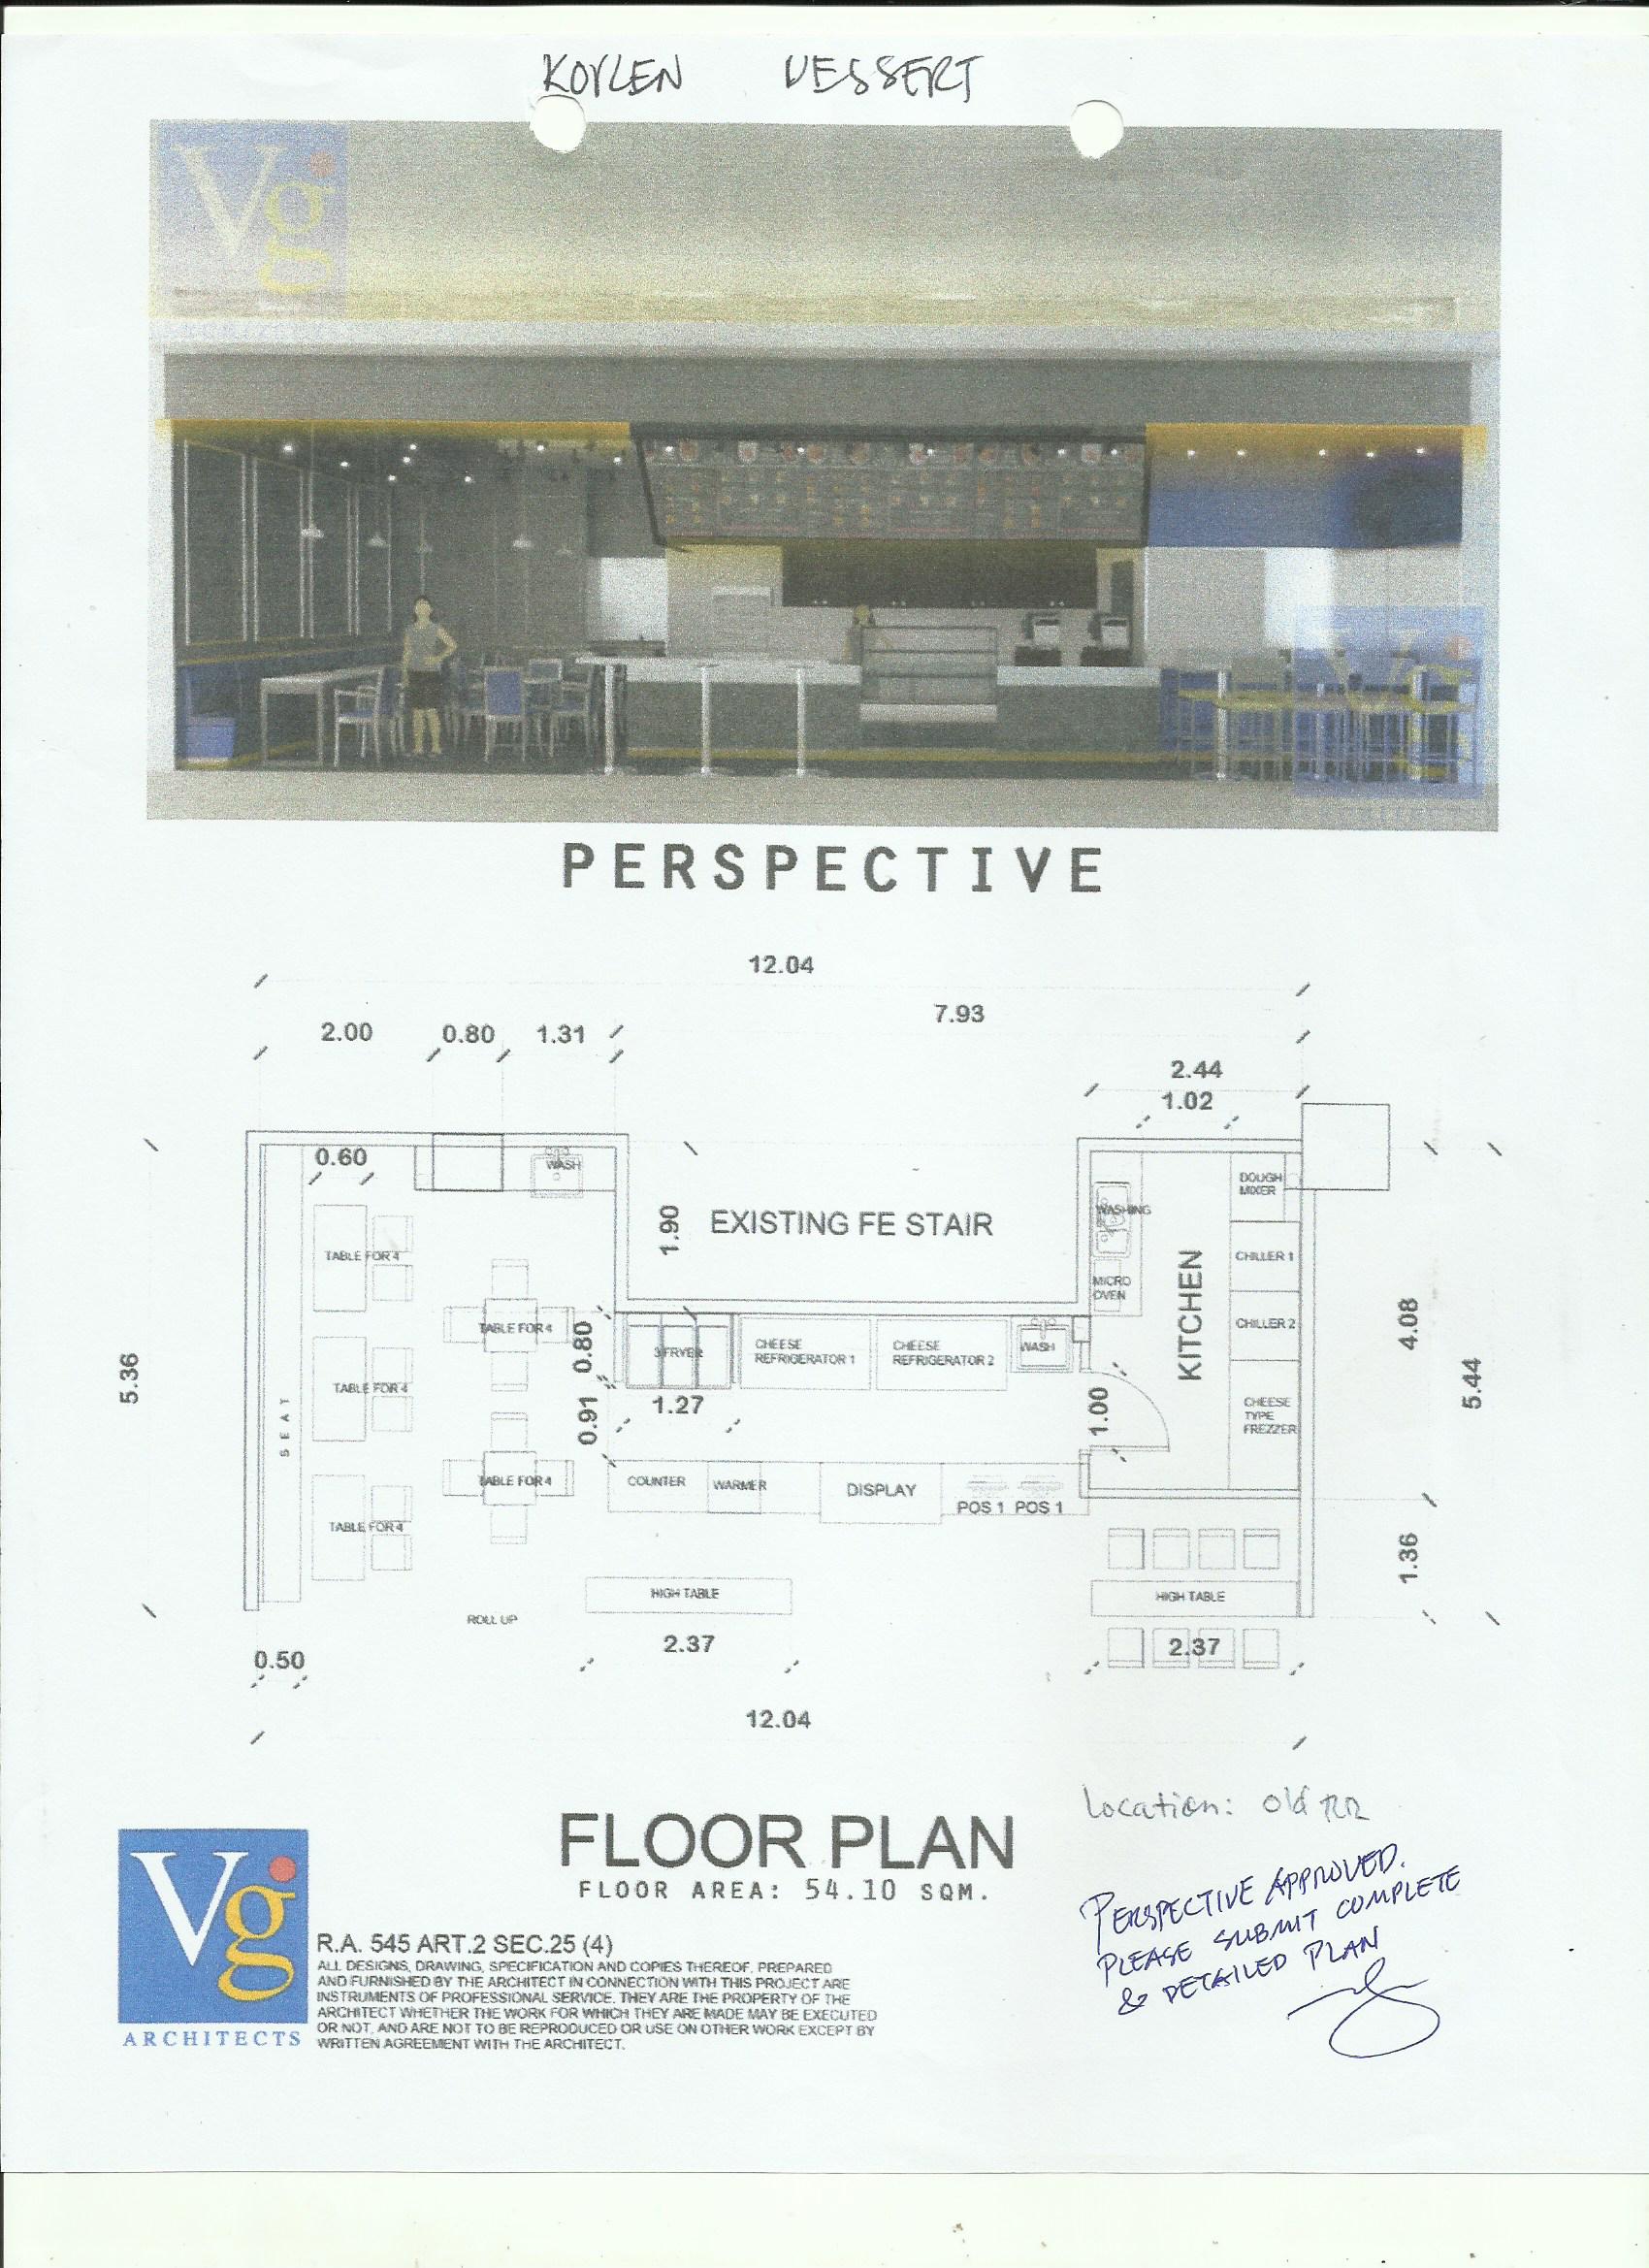 KOYLEN DESSERT
Vg
PERSPECTIVE
12.04
7.93
2.00 0.80 1.31
2.44
1.02
0.60
WASH
DOUGH
MIXER
WASHING
1.90
EXISTING FE STAIR
TABLE FOR 4
CHILLER 1
MICRO
OVEN
KITCHEN
TABLE FOR 4
0.80
3 FRYER
CHEESE
REFRIGERATOR 1
CHEESE
REFRIGERATOR 2
WASH
CHILLER 2
4.08
5.36
TABLE FOR 4
5.44
SEAT
0.91
1.27
1.00
CHEESE
TYPE
FREZZER
TABLE FOR 4
COUNTER
WARMER
DISPLAY
POS 1 POS 1
TABLE FOR 4
1.36
HIGH TABLE
HIGH TABLE
ROLL UP
0.50
2.37
2.37
12.04
Location: Old RR
FLOOR PLAN
FLOOR AREA: 54.10 SQM.
PERSPECTIVE APPROVED.
PLEASE SUBMIT COMPLETE
& DETAILED PLAN
Vg
ARCHITECTS
R.A. 545 ART.2 SEC.25 (4)
ALL DESIGNS, DRAWING, SPECIFICATION AND COPIES THEREOF, PREPARED
AND FURNISHED BY THE ARCHITECT IN CONNECTION WITH THIS PROJECT ARE
INSTRUMENTS OF PROFESSIONAL SERVICE. THEY ARE THE PROPERTY OF THE
ARCHITECT WHETHER THE WORK FOR WHICH THEY ARE MADE MAY BE EXECUTED
OR NOT, AND ARE NOT TO BE REPRODUCED OR USE ON OTHER WORK EXCEPT BY
WRITTEN AGREEMENT WITH THE ARCHITECT.